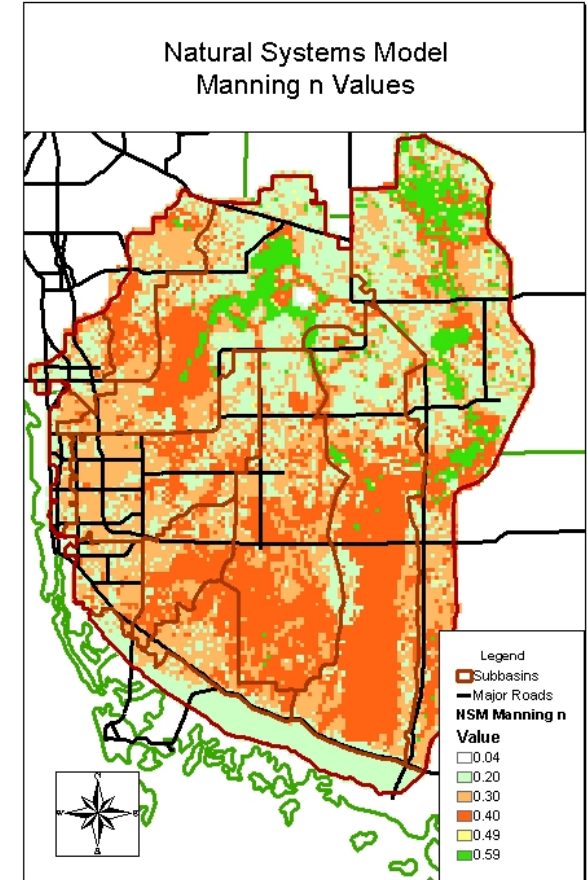 Natural Systems Model
Manning n Values
Legend
Subbasins
Major Roads
NSM Manning n
Value
0.04
0.20
0.30
0.40
0.49
0.59